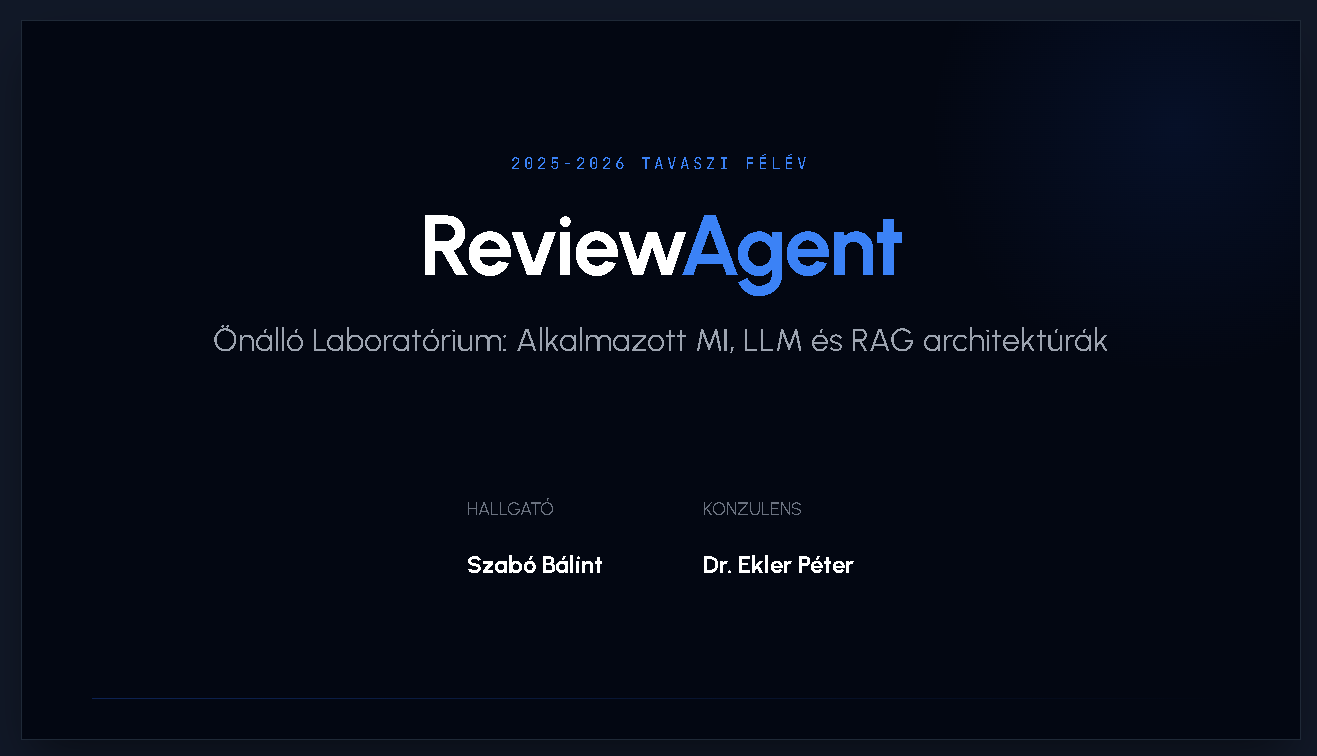 2025-2026 TAVASZI FÉLÉV
ReviewAgent
Önálló Laboratórium: Alkalmazott MI, LLM és RAG architektúrák
HALLGATÓ
Szabó Bálint
KONZULENS
Dr. Ekler Péter